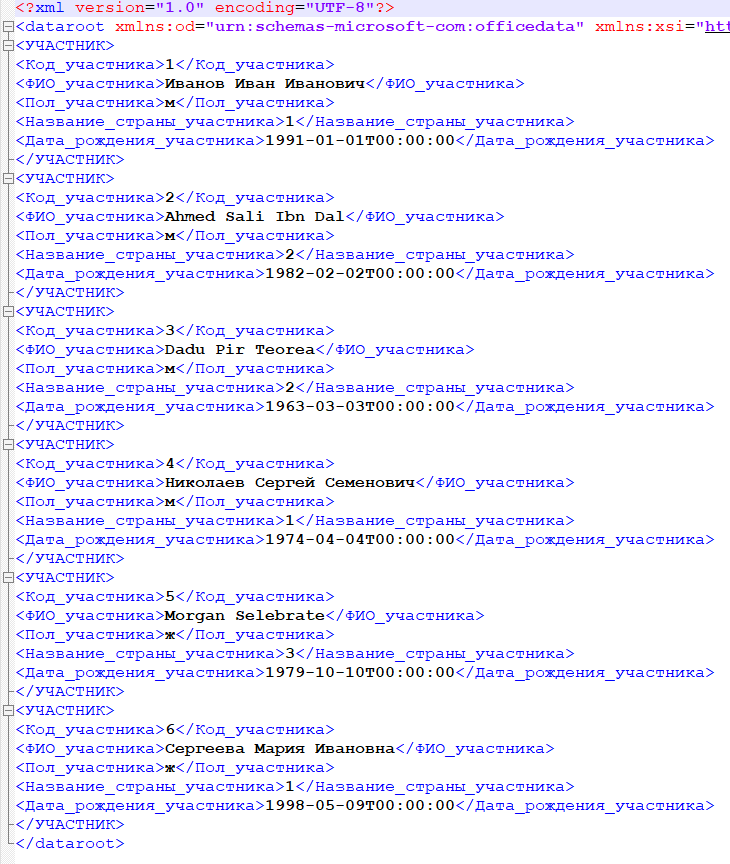 <?xml version="1.0" encoding="UTF-8"?>
<dataroot xmlns:od="urn:schemas-microsoft-com:officedata" xmlns:xsi="htt
<УЧАСТНИК>
<Код_участника>1</Код_участника>
<ФИО_участника>Иванов Иван Иванович</ФИО_участника>
<Пол_участника>м</Пол_участника>
<Название_страны_участника>1</Название_страны_участника>
<Дата_рождения_участника>1991-01-01T00:00:00</Дата_рождения_участника>
</УЧАСТНИК>
<УЧАСТНИК>
<Код_участника>2</Код_участника>
<ФИО_участника>Ahmed Sali Ibn Dal</ФИО_участника>
<Пол_участника>м</Пол_участника>
<Название_страны_участника>2</Название_страны_участника>
<Дата_рождения_участника>1982-02-02T00:00:00</Дата_рождения_участника>
</УЧАСТНИК>
<УЧАСТНИК>
<Код_участника>3</Код_участника>
<ФИО_участника>Dadu Pir Teorea</ФИО_участника>
<Пол_участника>м</Пол_участника>
<Название_страны_участника>2</Название_страны_участника>
<Дата_рождения_участника>1963-03-03T00:00:00</Дата_рождения_участника>
</УЧАСТНИК>
<УЧАСТНИК>
<Код_участника>4</Код_участника>
<ФИО_участника>Николаев Сергей Семенович</ФИО_участника>
<Пол_участника>м</Пол_участника>
<Название_страны_участника>1</Название_страны_участника>
<Дата_рождения_участника>1974-04-04T00:00:00</Дата_рождения_участника>
</УЧАСТНИК>
<УЧАСТНИК>
<Код_участника>5</Код_участника>
<ФИО_участника>Morgan Selebrate</ФИО_участника>
<Пол_участника>ж</Пол_участника>
<Название_страны_участника>3</Название_страны_участника>
<Дата_рождения_участника>1979-10-10T00:00:00</Дата_рождения_участника>
</УЧАСТНИК>
<УЧАСТНИК>
<Код_участника>6</Код_участника>
<ФИО_участника>Сергеева Мария Ивановна</ФИО_участника>
<Пол_участника>ж</Пол_участника>
<Название_страны_участника>1</Название_страны_участника>
<Дата_рождения_участника>1998-05-09T00:00:00</Дата_рождения_участника>
</УЧАСТНИК>
</dataroot>